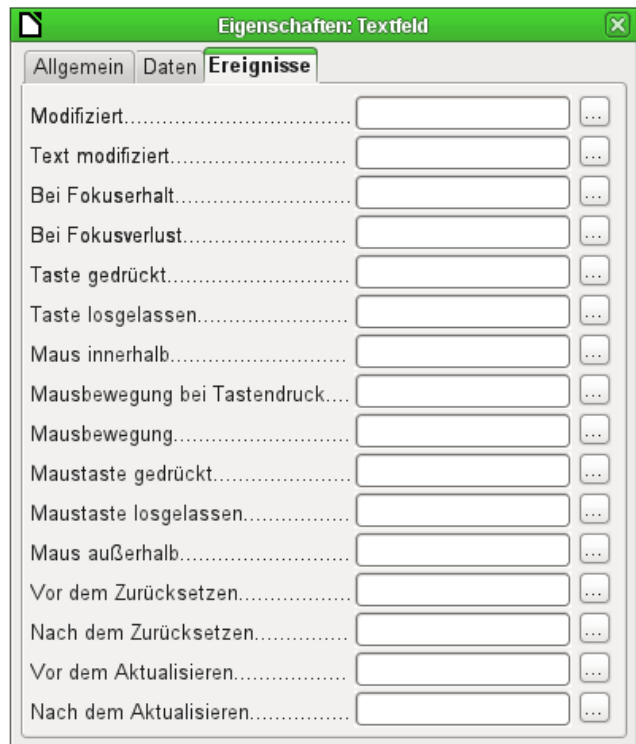 Eigenschaften: Textfeld
Allgemein Daten Ereignisse
Modifiziert.................................. ...
Text modifiziert........................... ...
Bei Fokuserhalt........................... ...
Bei Fokusverlust......................... ...
Taste gedrückt............................ ...
Taste losgelassen....................... ...
Maus innerhalb........................... ...
Mausbewegung bei Tastendruck.... ...
Mausbewegung.......................... ...
Maustaste gedrückt.................... ...
Maustaste losgelassen................ ...
Maus außerhalb.......................... ...
Vor dem Zurücksetzen................. ...
Nach dem Zurücksetzen............... ...
Vor dem Aktualisieren.................. ...
Nach dem Aktualisieren............... ...